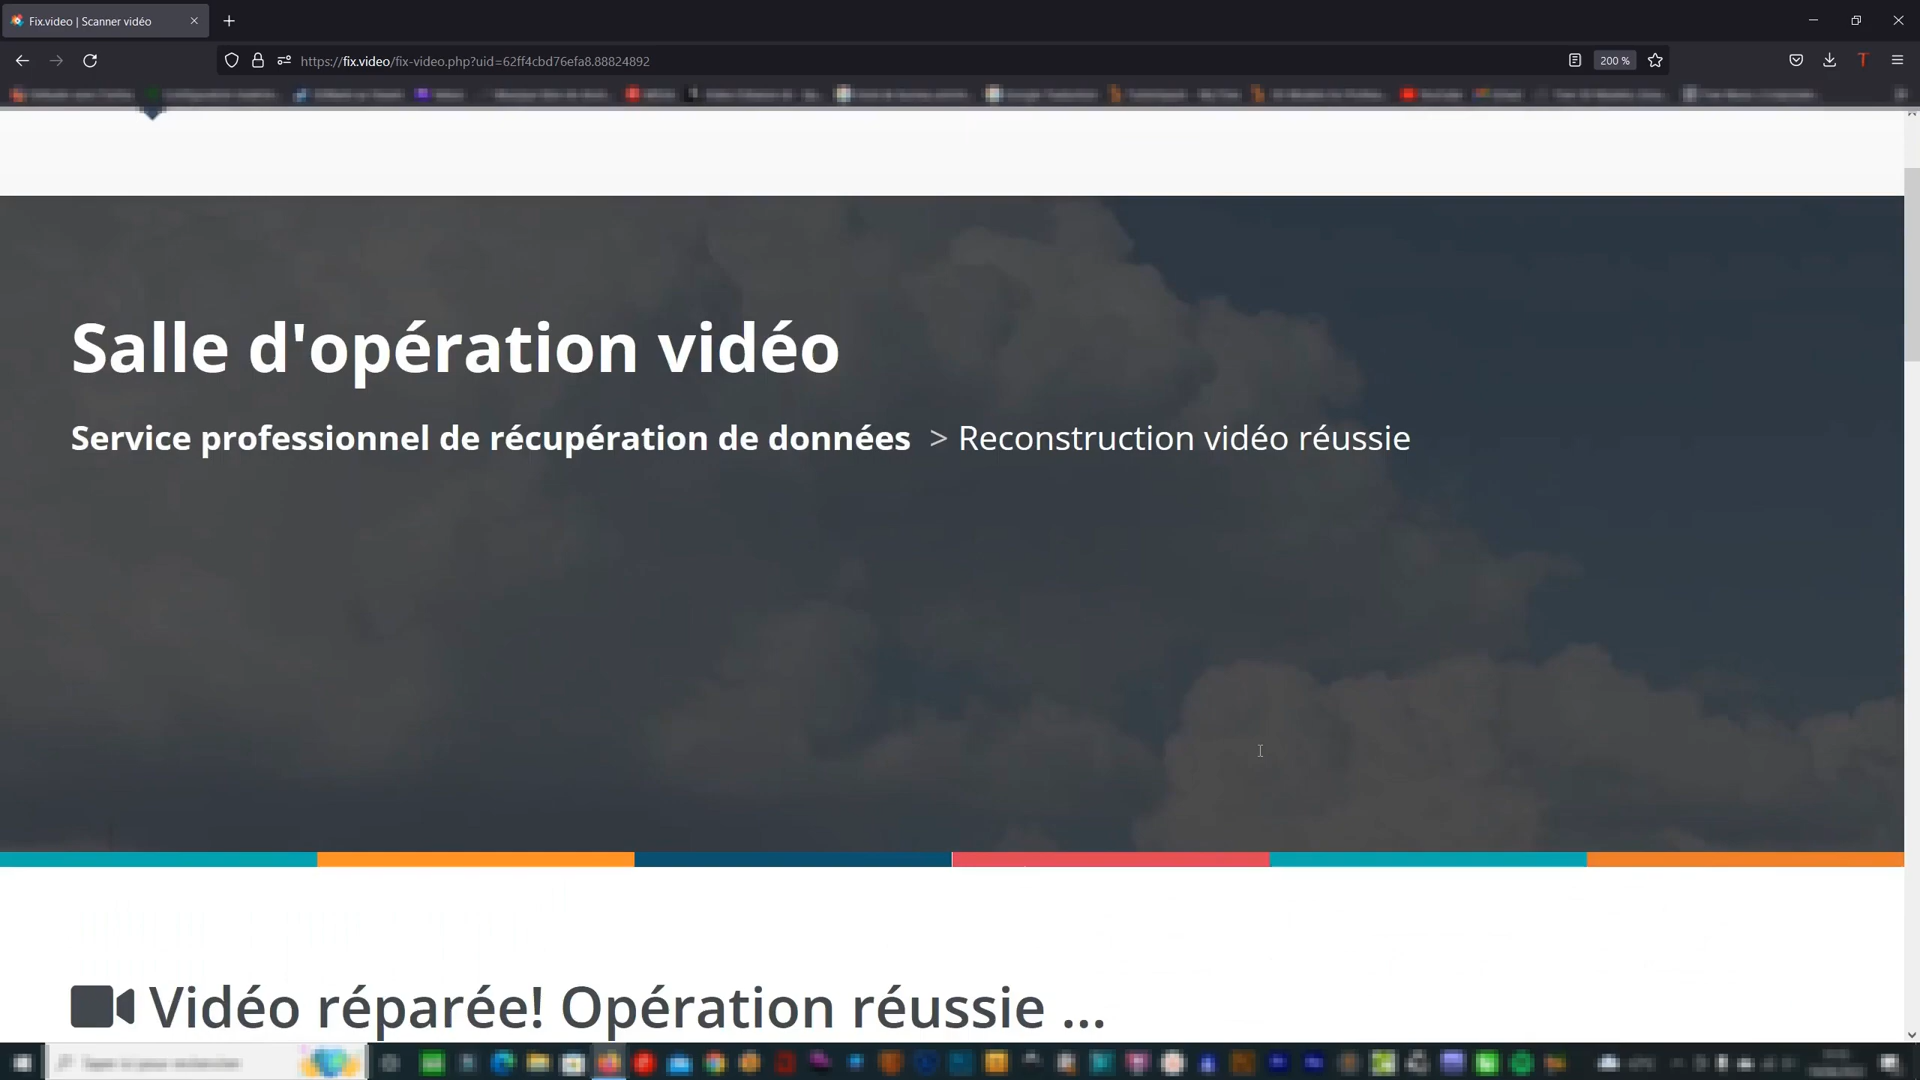 Fix.video | Scanner vidéo
https://fix.video/fix-video.php?uid=62ff4cbd76efa8.88824892
200 %
Salle d'opération vidéo
Service professionnel de récupération de données > Reconstruction vidéo réussie
Vidéo réparée! Opération réussie ...